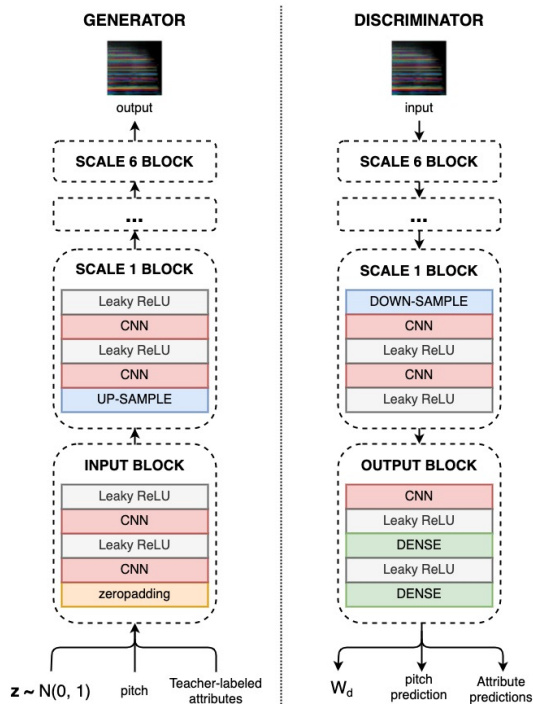 GENERATOR
output
SCALE 6 BLOCK
...
SCALE 1 BLOCK
Leaky ReLU
CNN
Leaky ReLU
CNN
UP-SAMPLE
INPUT BLOCK
Leaky ReLU
CNN
Leaky ReLU
CNN
zeropadding
z ~ N(0, 1)
pitch
Teacher-labeled
attributes
DISCRIMINATOR
input
SCALE 6 BLOCK
...
SCALE 1 BLOCK
DOWN-SAMPLE
CNN
Leaky ReLU
CNN
Leaky ReLU
OUTPUT BLOCK
CNN
Leaky ReLU
DENSE
Leaky ReLU
DENSE
W_d
pitch
prediction
Attribute
predictions